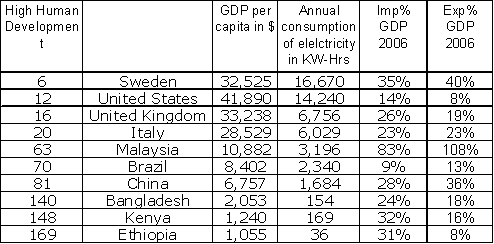 High Human Developmen t GDP per capita in $ Annual consumption of elelctricity in KW-Hrs Imp% GDP 2006 Exp% GDP 2006
6 Sweden 32,525 16,670 35% 40%
12 United States 41,890 14,240 14% 8%
16 United Kingdom 33,238 6,756 26% 19%
20 Italy 28,529 6,029 23% 23%
63 Malaysia 10,882 3,196 83% 108%
70 Brazil 8,402 2,340 9% 13%
81 China 6,757 1,684 28% 36%
140 Bangladesh 2,053 154 24% 18%
148 Kenya 1,240 169 32% 16%
169 Ethiopia 1,055 36 31% 8%